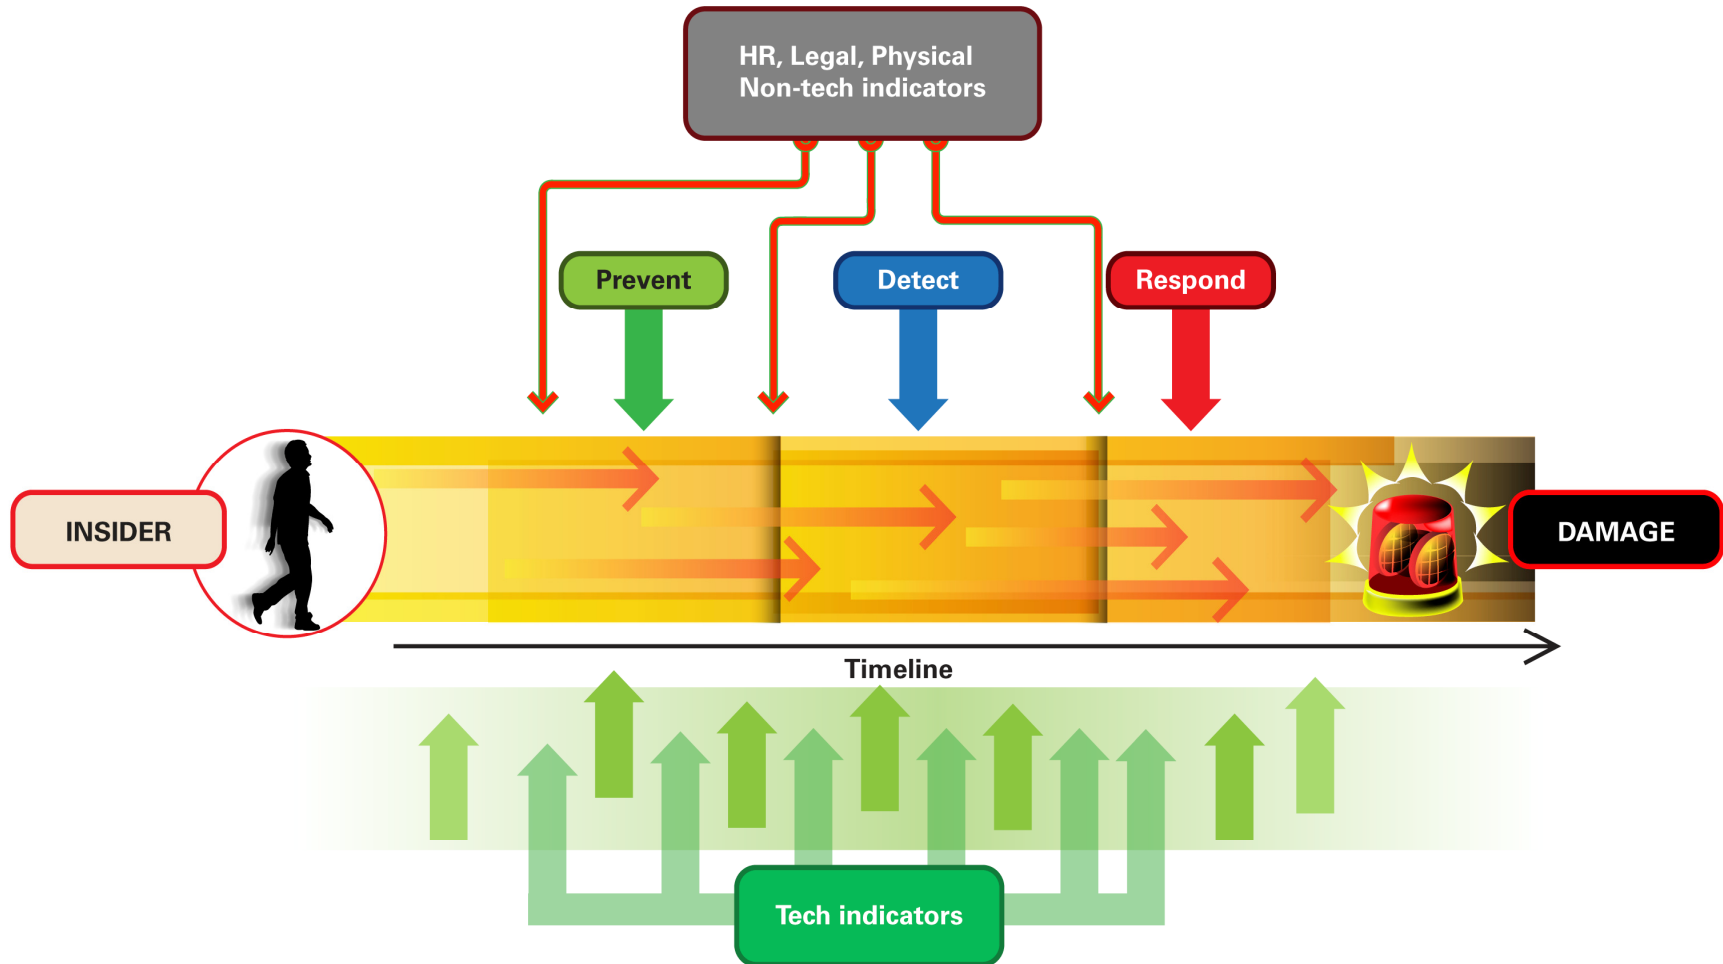 HR, Legal, Physical
Non-tech indicators
Prevent
Detect
Respond
INSIDER
DAMAGE
Timeline
Tech indicators